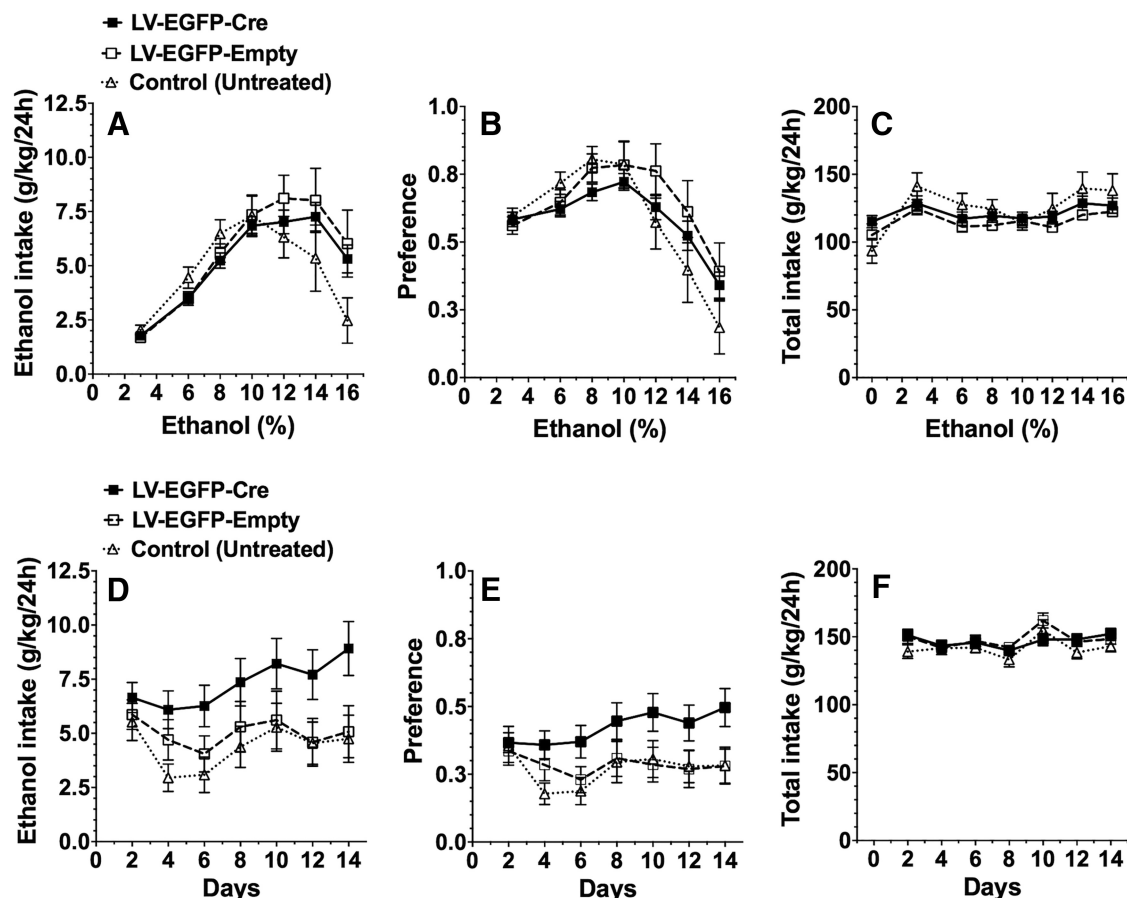 LV-EGFP-Cre
LV-EGFP-Empty
Control (Untreated)
A
Ethanol intake (g/kg/24h)
12.5
10.0
7.5
5.0
2.5
0.0
0 2 4 6 8 10 12 14 16
Ethanol (%)
B
Preference
1.0
0.8
0.5
0.3
0.0
0 2 4 6 8 10 12 14 16
Ethanol (%)
C
Total intake (g/kg/24h)
200
150
100
50
0
0 2 4 6 8 10 12 14 16
Ethanol (%)
LV-EGFP-Cre
LV-EGFP-Empty
Control (Untreated)
D
Ethanol intake (g/kg/24h)
12.5
10.0
7.5
5.0
2.5
0.0
0 2 4 6 8 10 12 14
Days
E
Preference
1.0
0.8
0.5
0.3
0.0
0 2 4 6 8 10 12 14
Days
F
Total intake (g/kg/24h)
200
150
100
50
0
0 2 4 6 8 10 12 14
Days